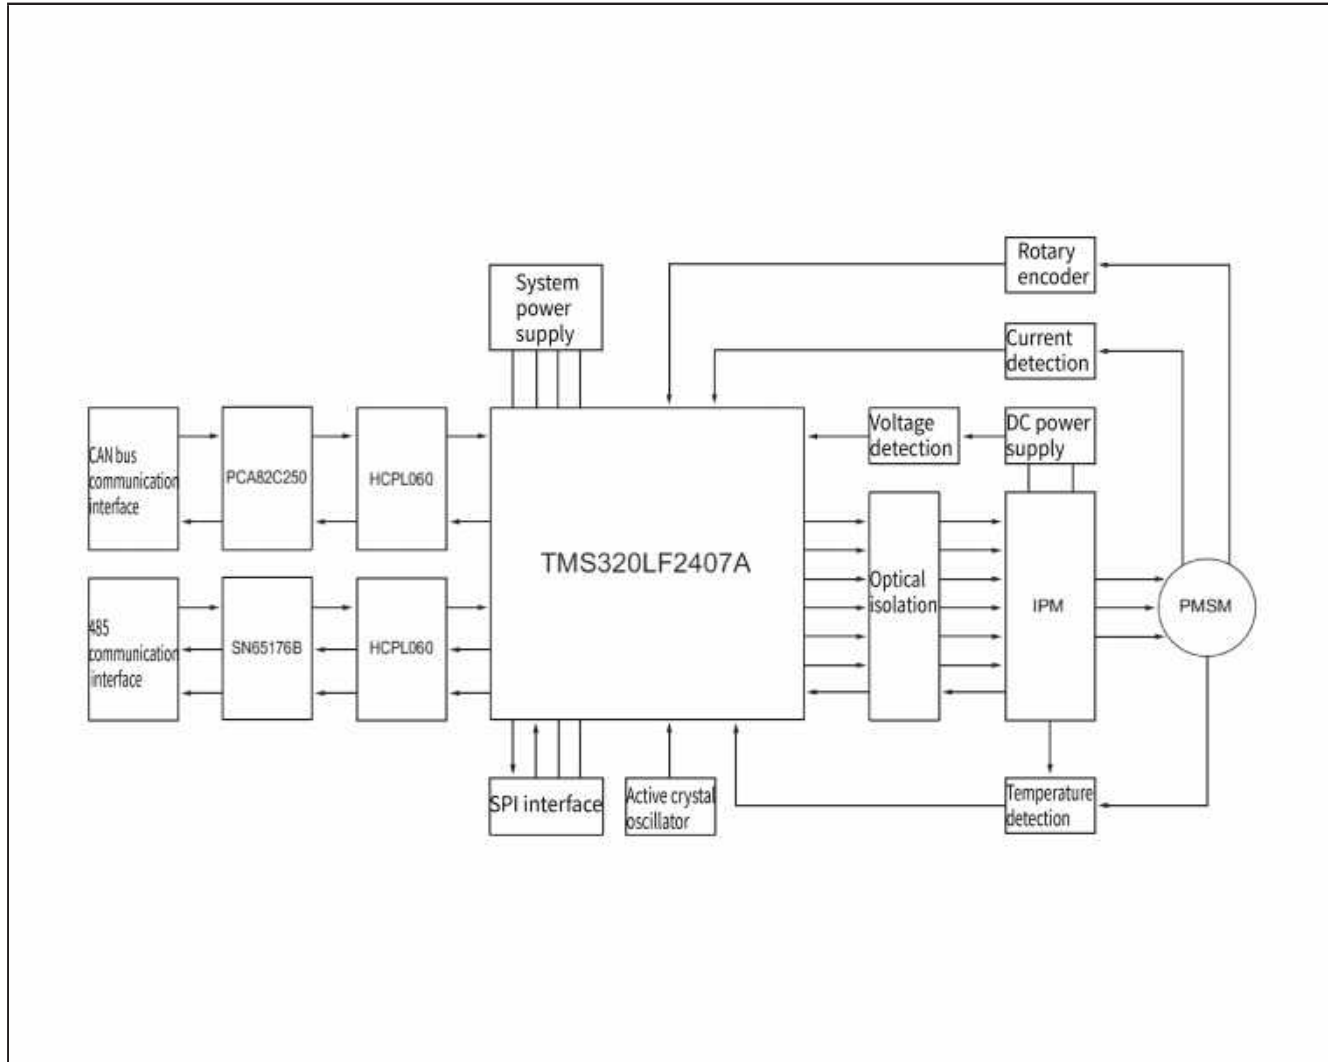 Rotary
encoder
System
power
supply
Current
detection
Voltage
detection
DC power
supply
CAN bus
communication
interface
PCA82C250
HCPL060
TMS320LF2407A
Optical
isolation
IPM
PMSM
485
communication
interface
SN65176B
HCPL060
SPI interface
Active crystal
oscillator
Temperature
detection